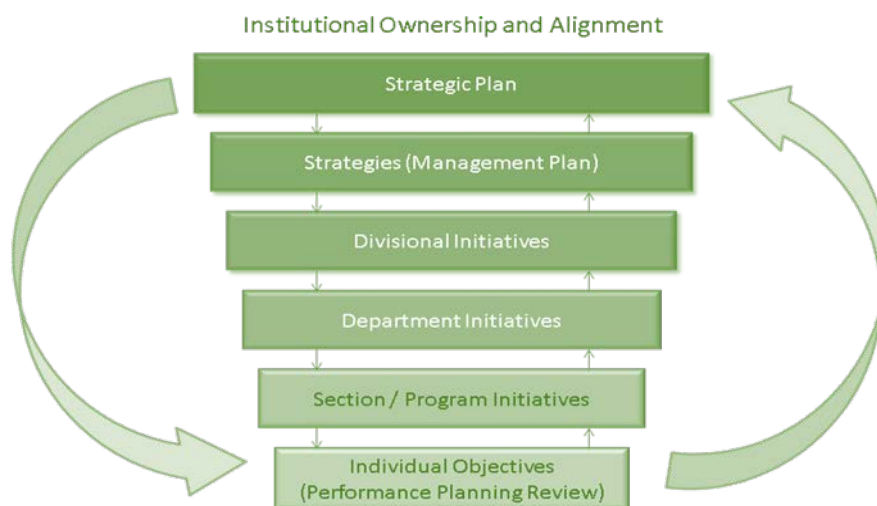 Institutional Ownership and Alignment
Strategic Plan
Strategies (Management Plan)
Divisional Initiatives
Department Initiatives
Section / Program Initiatives
Individual Objectives
(Performance Planning Review)